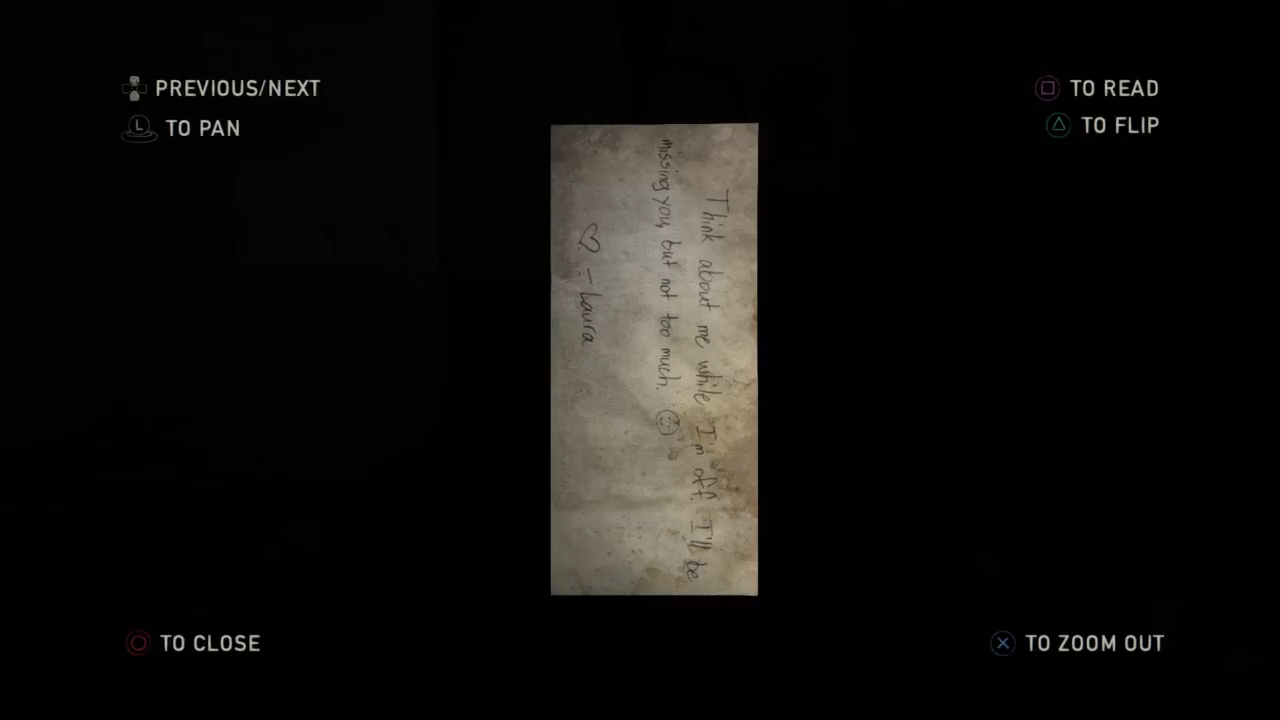 PREVIOUS/NEXT
L TO PAN
TO READ
TO FLIP
Think about me while I'm off. I'll be
missing you, but not too much.
- Laura
TO CLOSE
TO ZOOM OUT